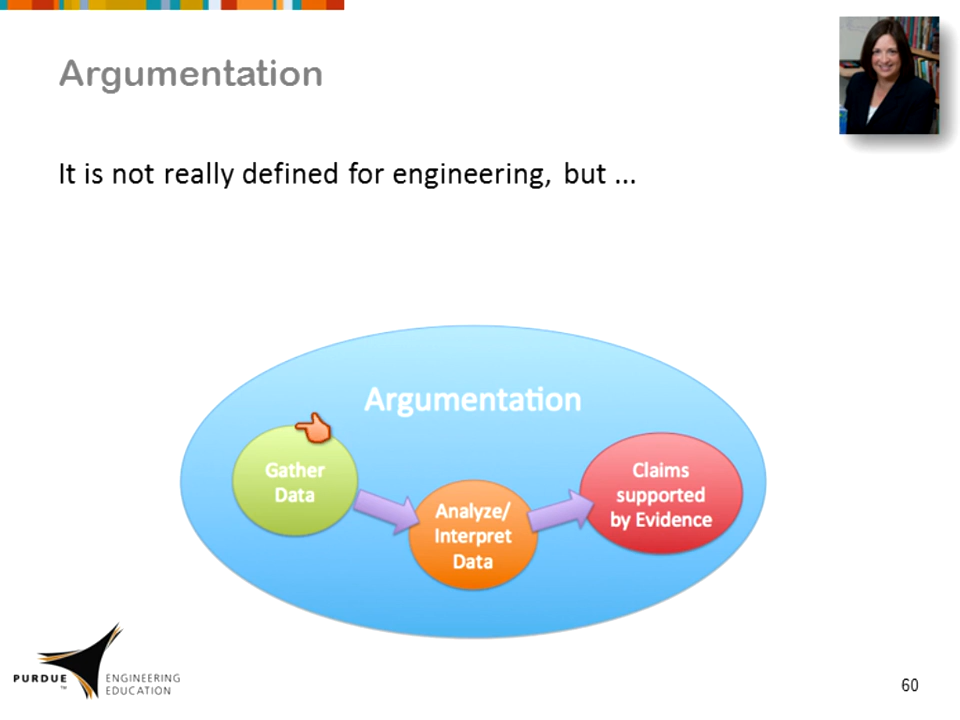 Argumentation
It is not really defined for engineering, but ...
Argumentation
Gather
Data
Analyze/
Interpret
Data
Claims
supported
by Evidence
PURDUE
TM
ENGINEERING
EDUCATION
60